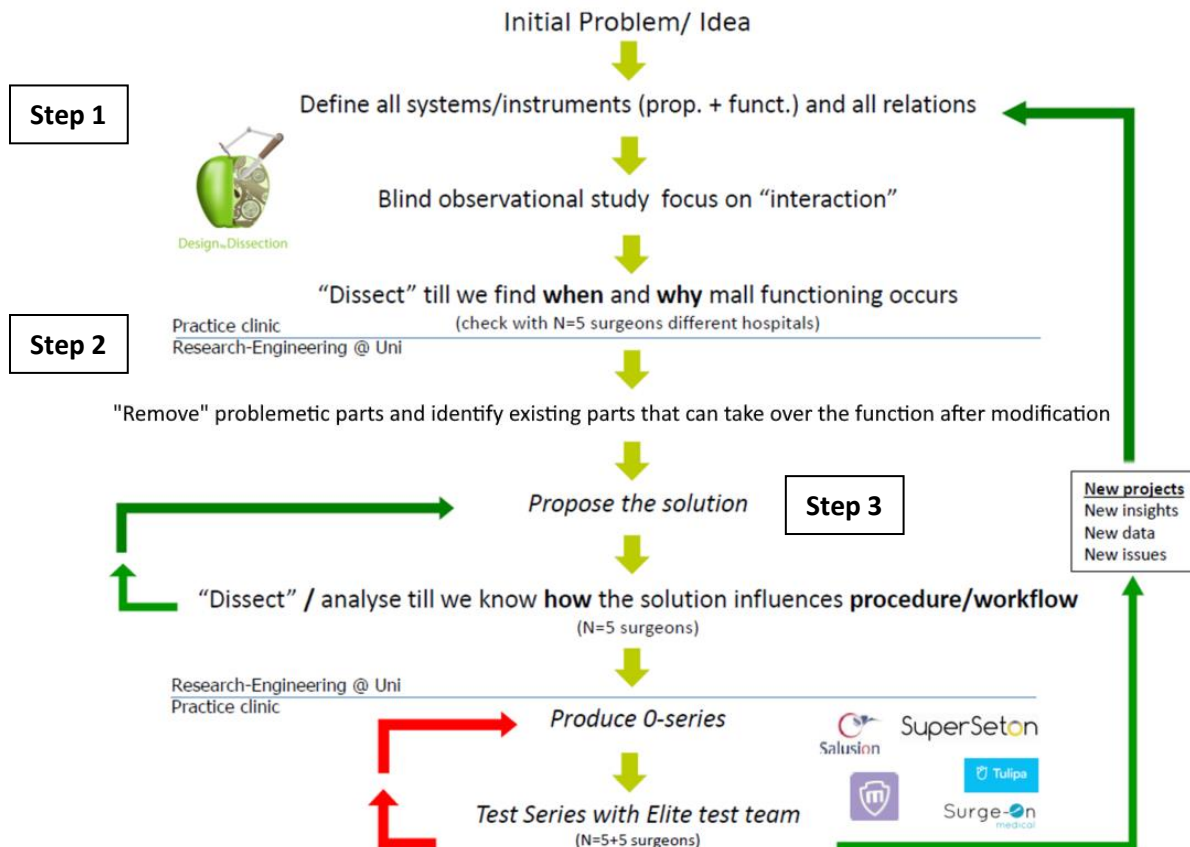 Initial Problem/ Idea
Step 1
Define all systems/instruments (prop. + funct.) and all relations
Design by Dissection
Blind observational study focus on “interaction”
“Dissect” till we find when and why mall functioning occurs
(check with N=5 surgeons different hospitals)
Practice clinic
Step 2
Research-Engineering @ Uni
"Remove" problemetic parts and identify existing parts that can take over the function after modification
Propose the solution
Step 3
New projects
New insights
New data
New issues
“Dissect” / analyse till we know how the solution influences procedure/workflow
(N=5 surgeons)
Research-Engineering @ Uni
Practice clinic
Produce 0-series
Salusion
SuperSeton
Tulipa
m
Surge-On
medical
Test Series with Elite test team
(N=5+5 surgeons)